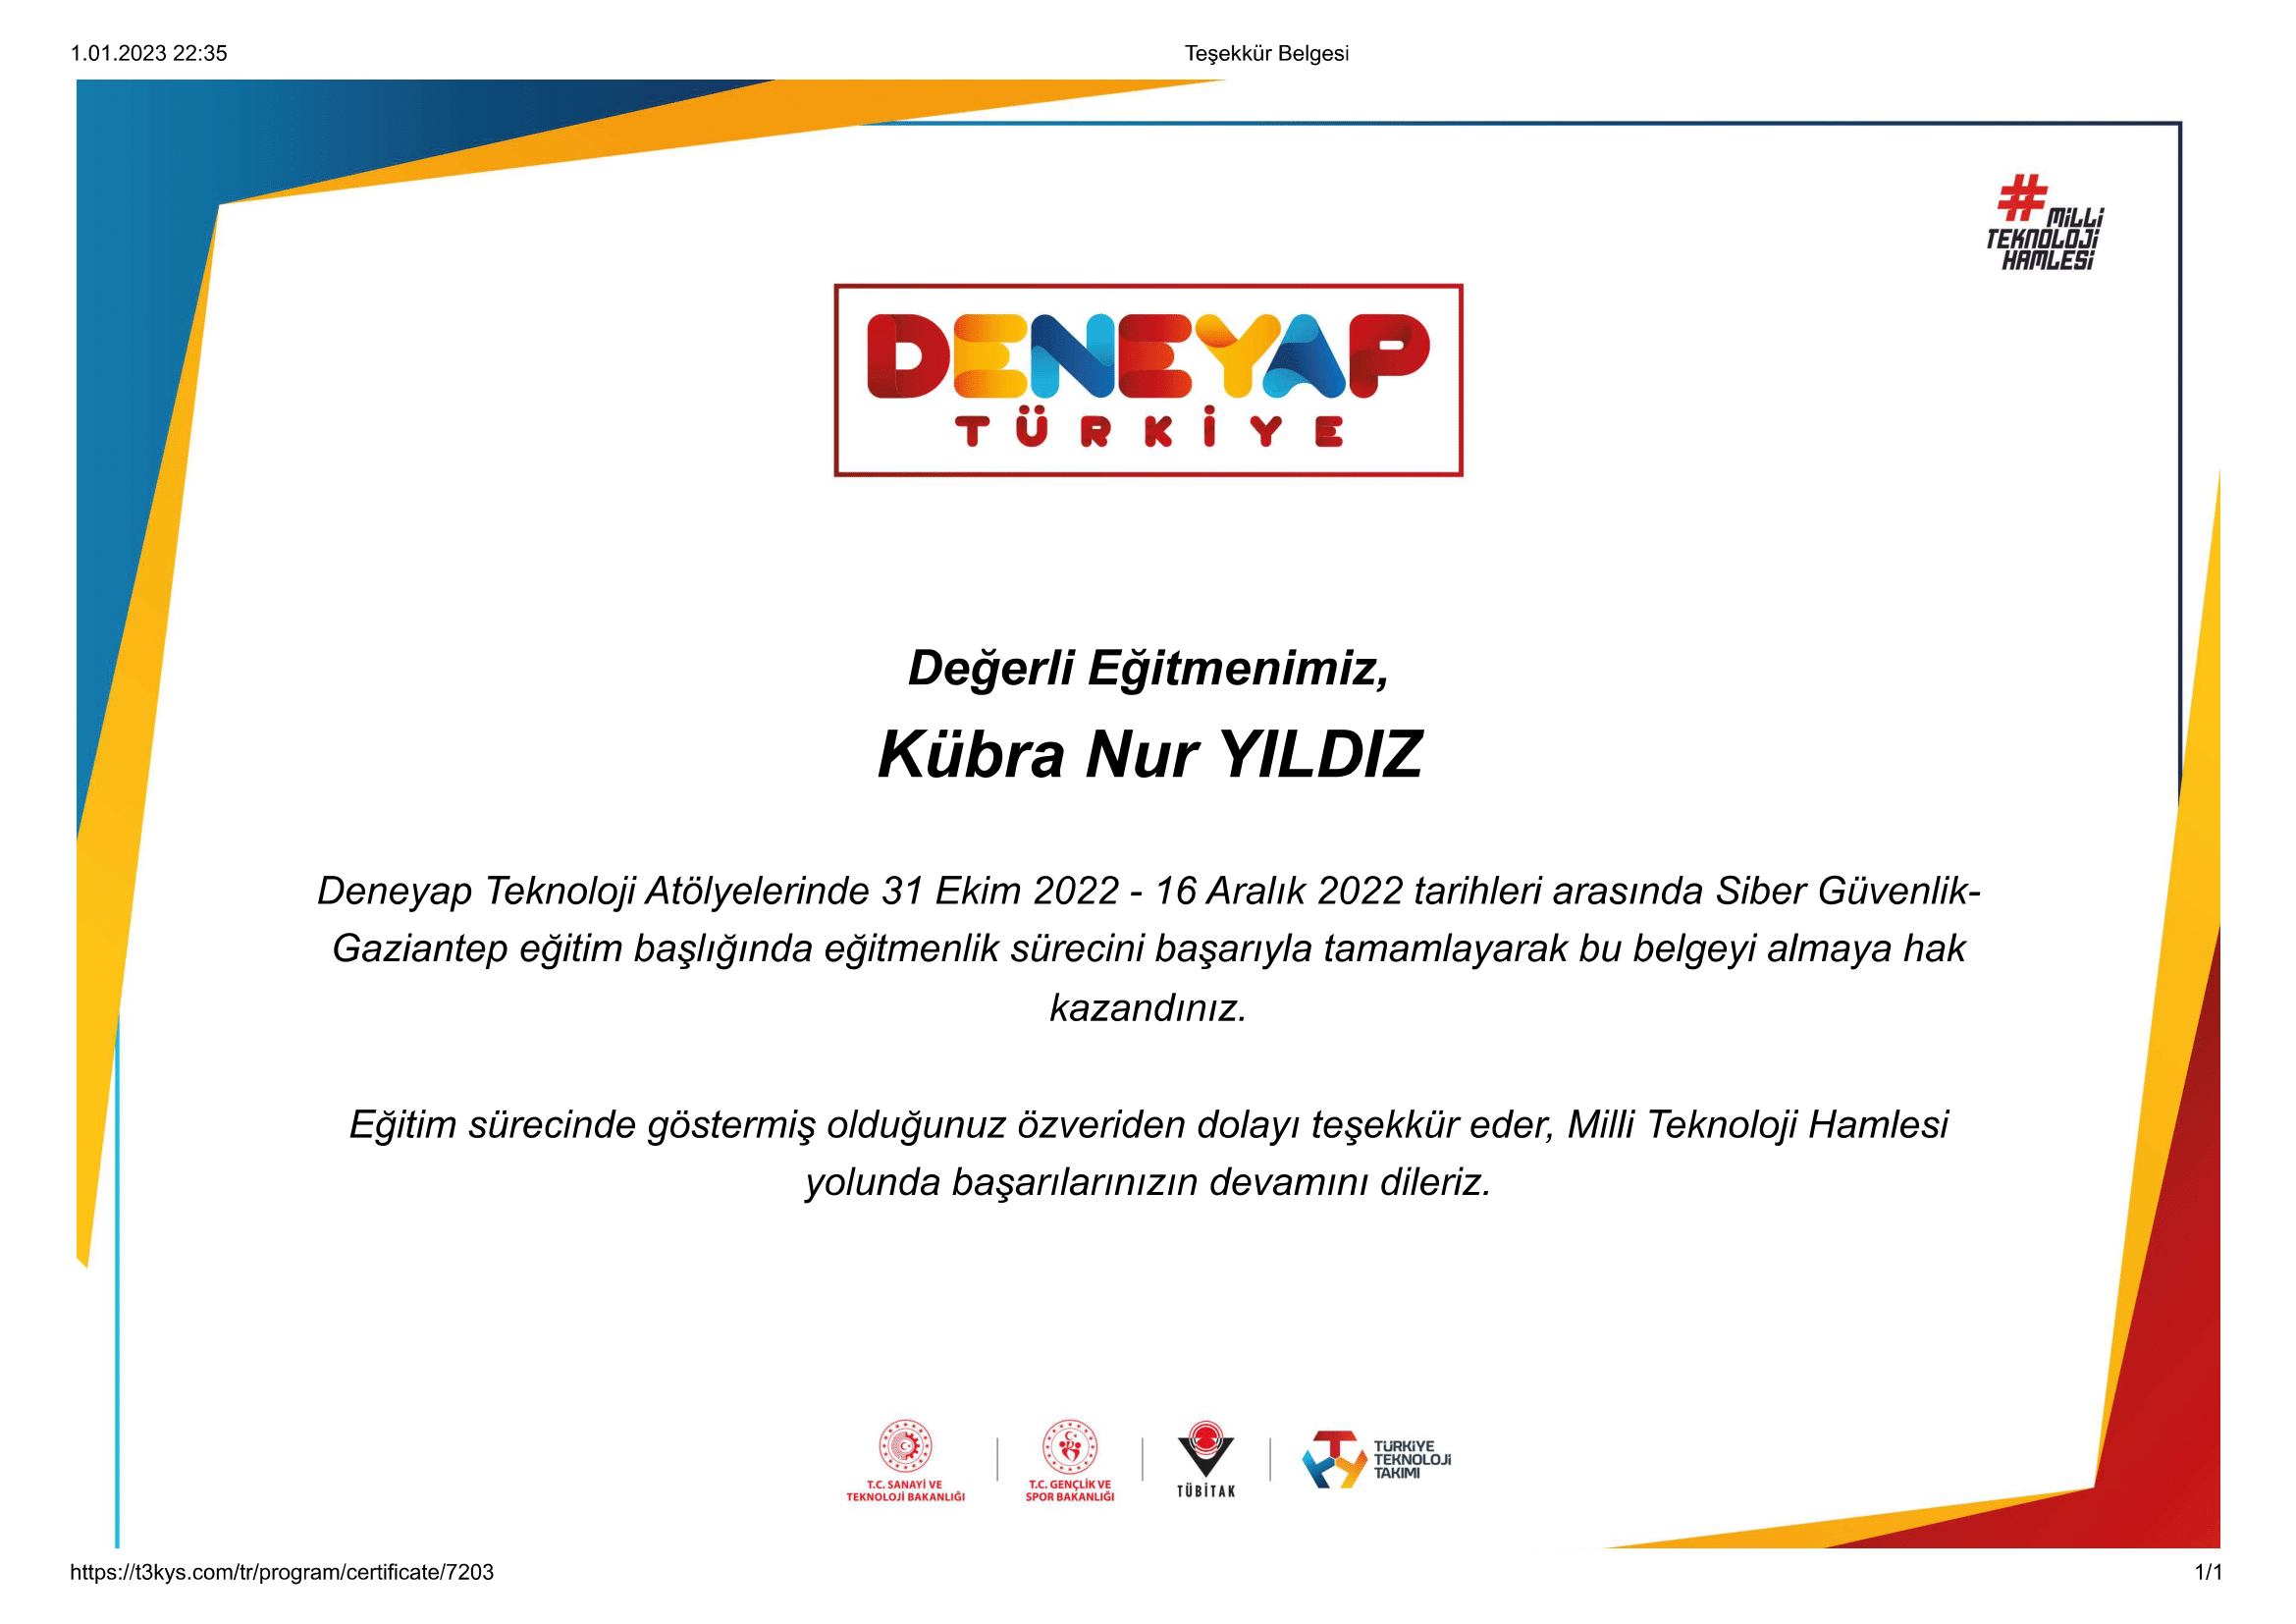 1.01.2023 22:35
Teşekkür Belgesi
#MİLLİ
TEKNOLOJİ
HAMLESİ
DENEYAP
TÜRKİYE
Değerli Eğitmenimiz,
Kübra Nur YILDIZ
Deneyap Teknoloji Atölyelerinde 31 Ekim 2022 - 16 Aralık 2022 tarihleri arasında Siber Güvenlik-
Gaziantep eğitim başlığında eğitmenlik sürecini başarıyla tamamlayarak bu belgeyi almaya hak
kazandınız.
Eğitim sürecinde göstermiş olduğunuz özveriden dolayı teşekkür eder, Milli Teknoloji Hamlesi
yolunda başarılarınızın devamını dileriz.
T.C. SANAYİ VE
TEKNOLOJİ BAKANLIĞI
T.C. GENÇLİK VE
SPOR BAKANLIĞI
TÜBİTAK
TÜRKİYE
TEKNOLOJİ
TAKIMI
https://t3kys.com/tr/program/certificate/7203
1/1